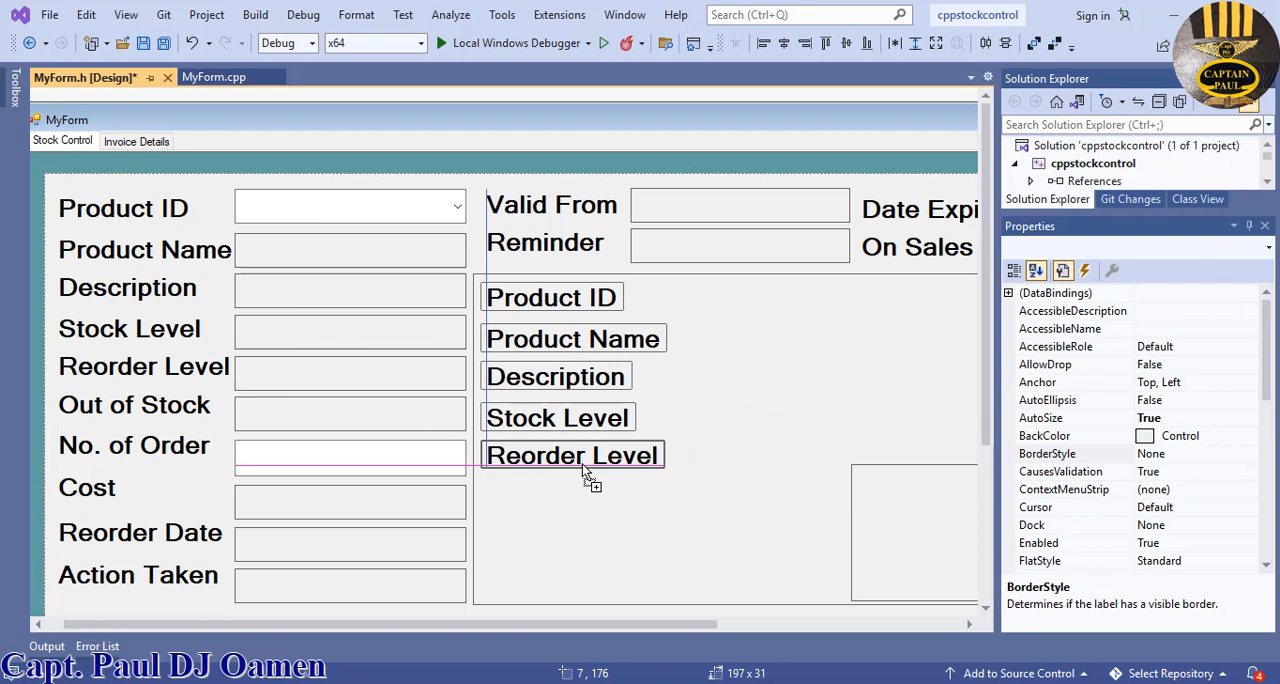 File Edit View Git Project Build Debug Format Test Analyze Tools Extensions Window Help Search (Ctrl+Q) cppstockcontrol Sign in
Debug x64 Local Windows Debugger
CAPTAIN
PAUL
Toolbox
MyForm.h [Design]* MyForm.cpp
MyForm
Stock Control Invoice Details
Product ID
Product Name
Description
Stock Level
Reorder Level
Out of Stock
No. of Order
Cost
Reorder Date
Action Taken
Valid From
Reminder
Date Expi
On Sales
Product ID
Product Name
Description
Stock Level
Reorder Level
Solution Explorer
Search Solution Explorer (Ctrl+;)
Solution 'cppstockcontrol' (1 of 1 project)
cppstockcontrol
References
Solution Explorer Git Changes Class View
Properties
(DataBindings)
AccessibleDescription
AccessibleName
AccessibleRole Default
AllowDrop False
Anchor Top, Left
AutoEllipsis False
AutoSize True
BackColor Control
BorderStyle None
CausesValidation True
ContextMenuStrip (none)
Cursor Default
Dock None
Enabled True
FlatStyle Standard
BorderStyle
Determines if the label has a visible border.
Output Error List
Capt. Paul DJ Oamen
7, 176 197 x 31 Add to Source Control Select Repository 4